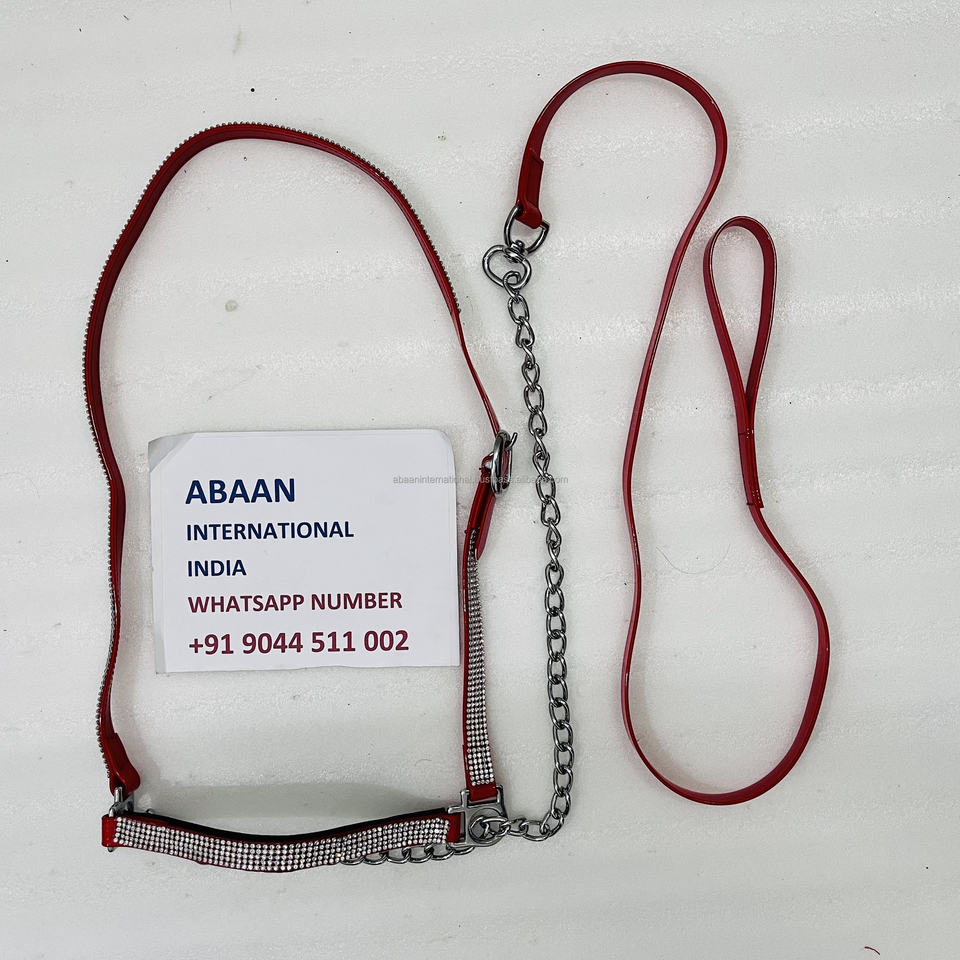 ABAAN
INTERNATIONAL
INDIA
WHATSAPP NUMBER
+91 9044 511 002